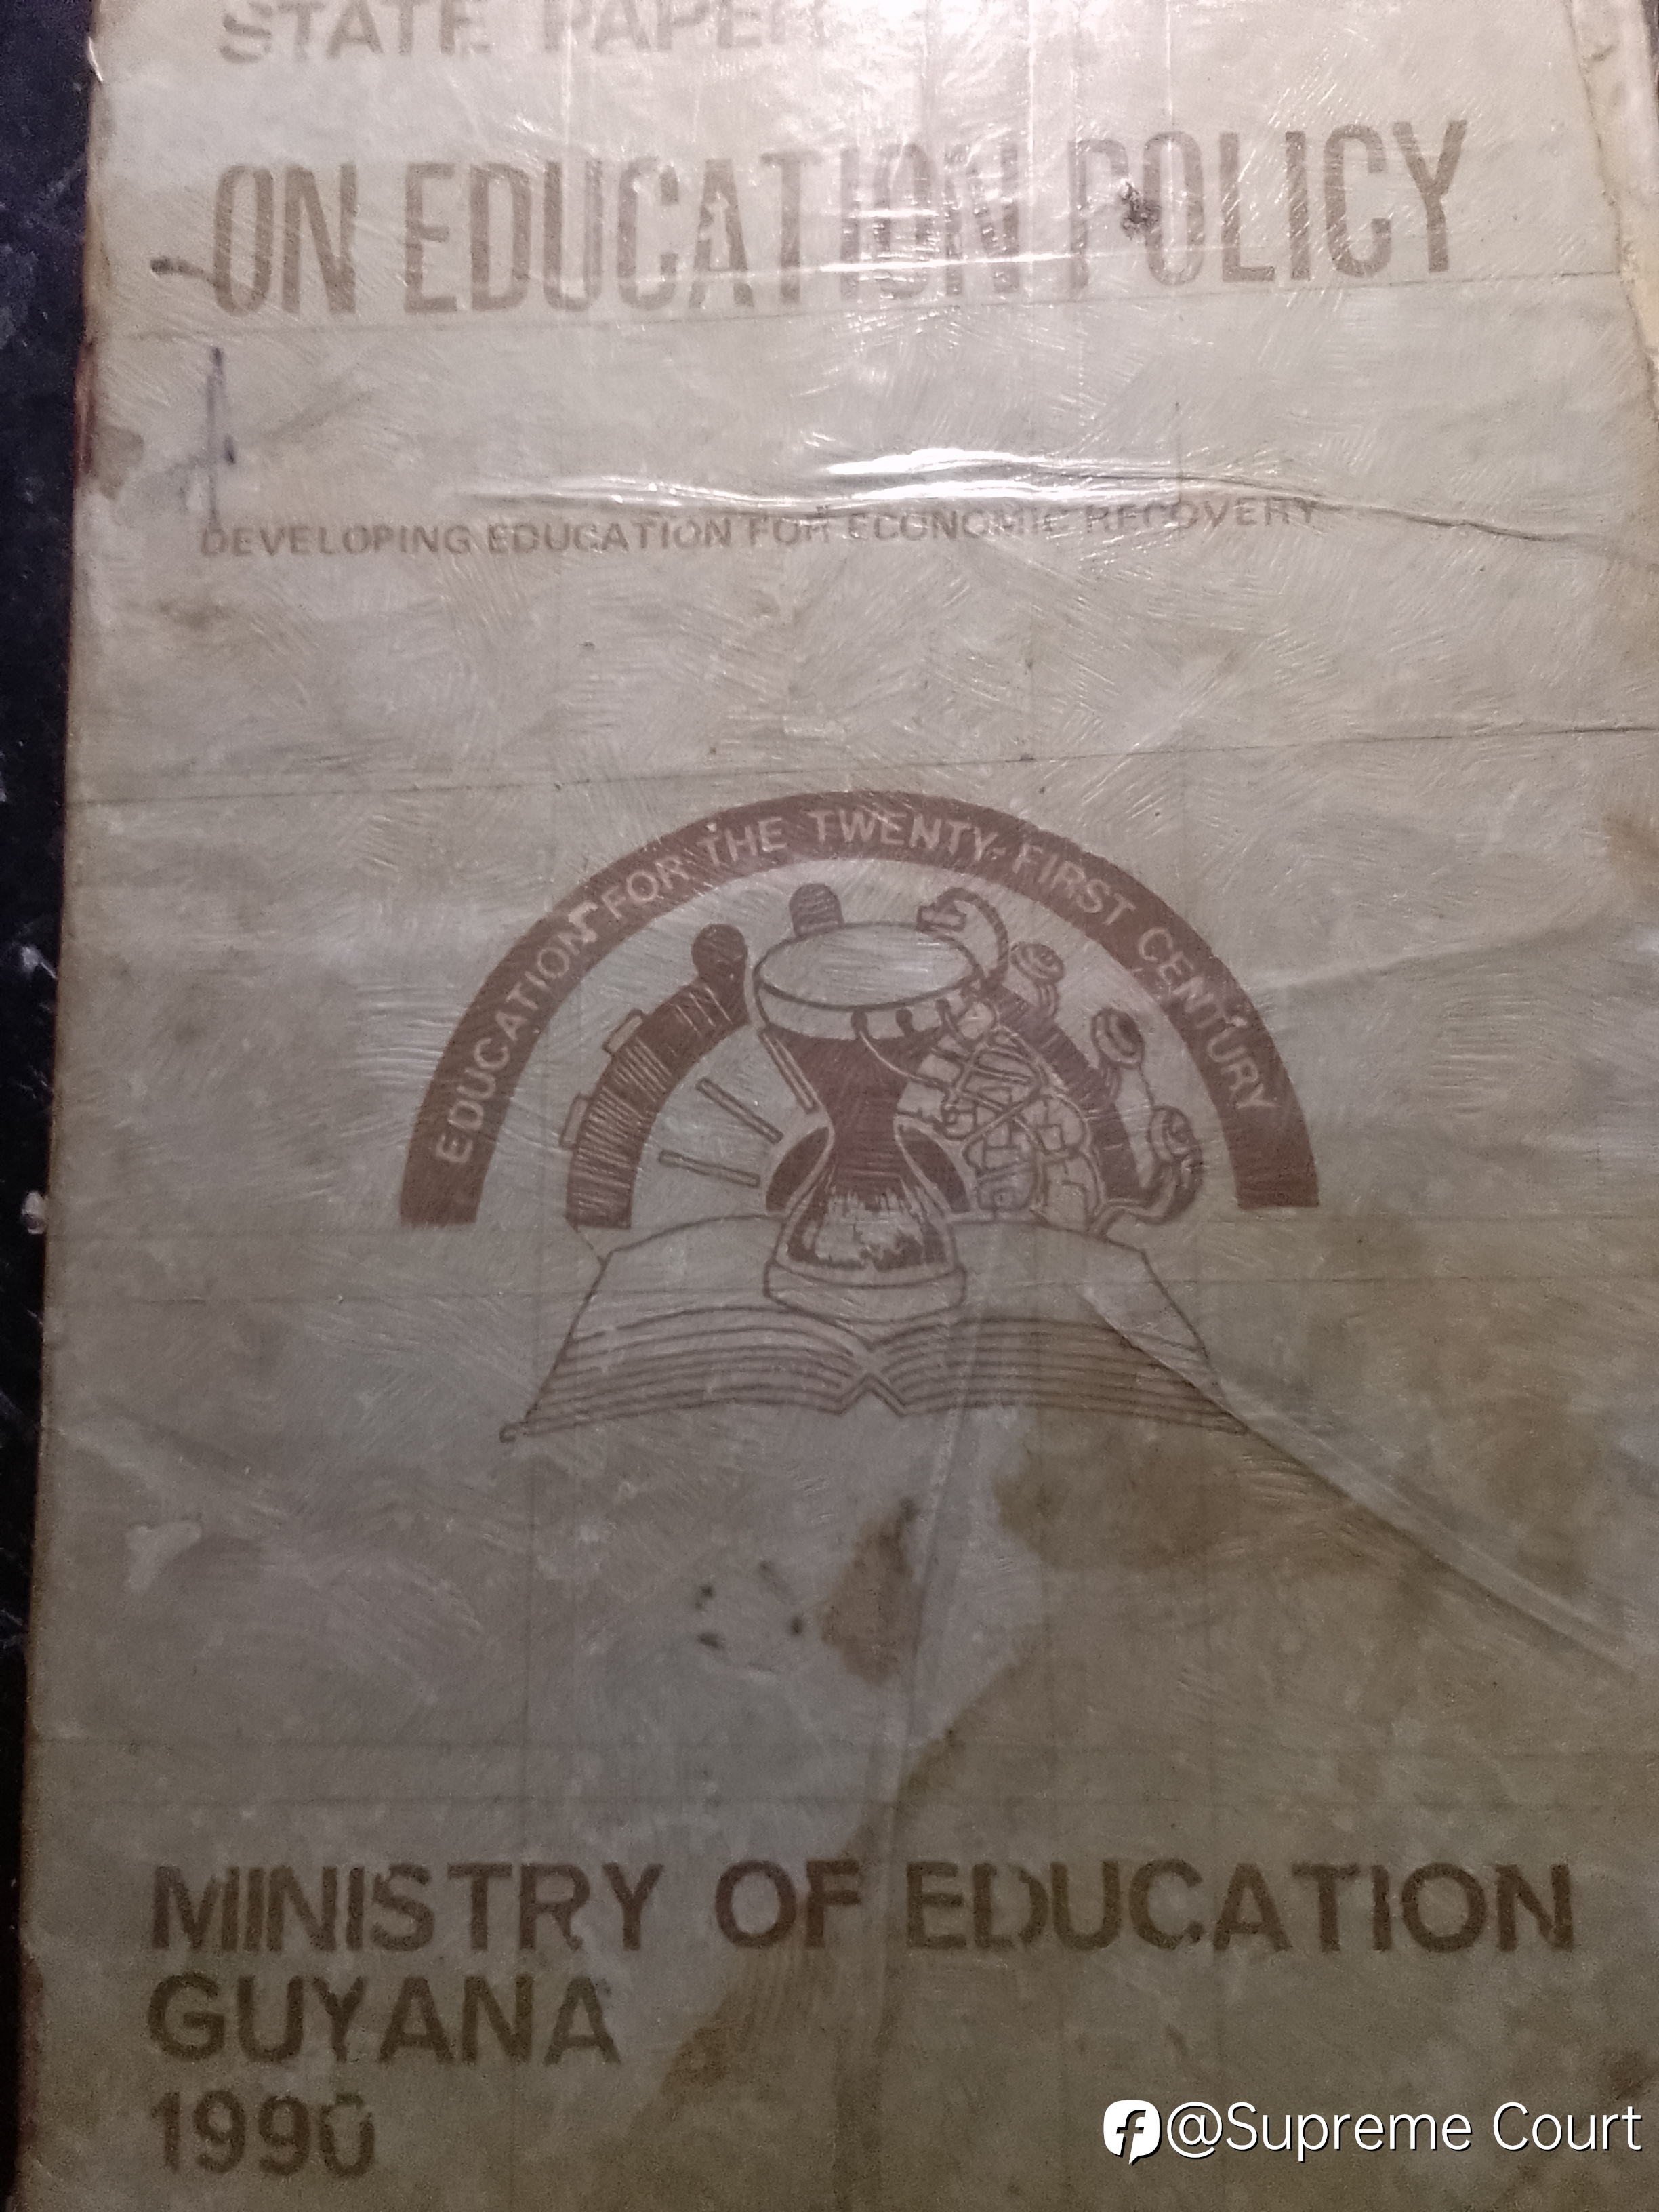 STATE PAPER
ON EDUCATION POLICY
DEVELOPING EDUCATION FOR ECONOMIC RECOVERY
EDUCATION FOR THE TWENTY-FIRST CENTURY
MINISTRY OF EDUCATION
GUYANA
1990
@Supreme Court